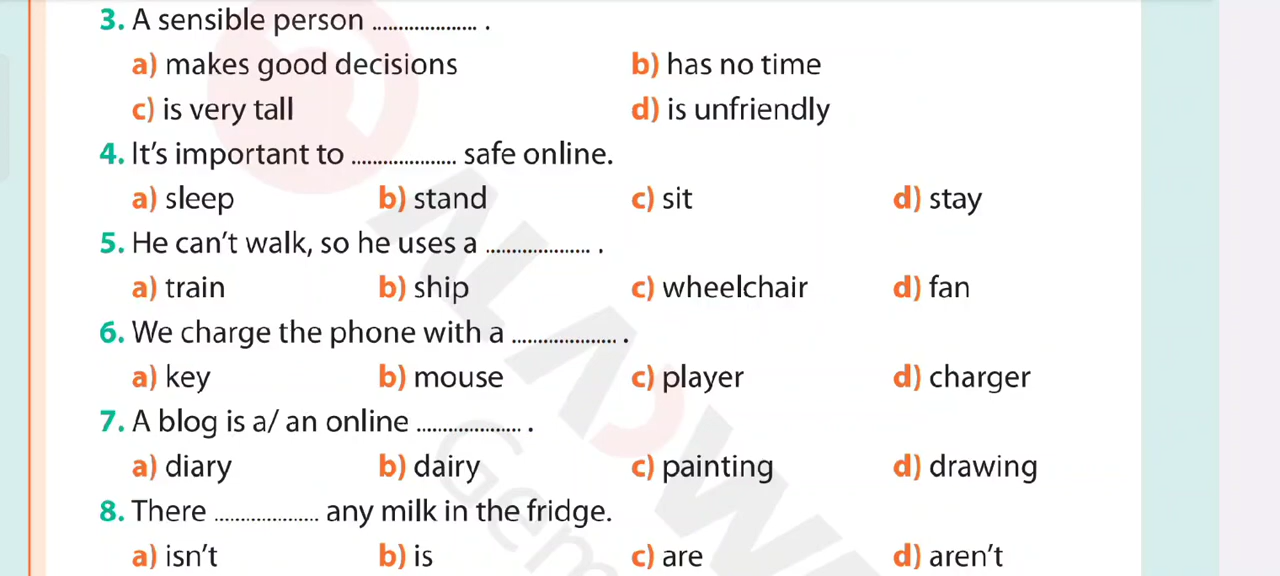 3. A sensible person .................... .
a) makes good decisions b) has no time
c) is very tall d) is unfriendly
4. It's important to .................... safe online.
a) sleep b) stand c) sit d) stay
5. He can't walk, so he uses a .................... .
a) train b) ship c) wheelchair d) fan
6. We charge the phone with a .................... .
a) key b) mouse c) player d) charger
7. A blog is a/ an online .................... .
a) diary b) dairy c) painting d) drawing
8. There .................... any milk in the fridge.
a) isn't b) is c) are d) aren't